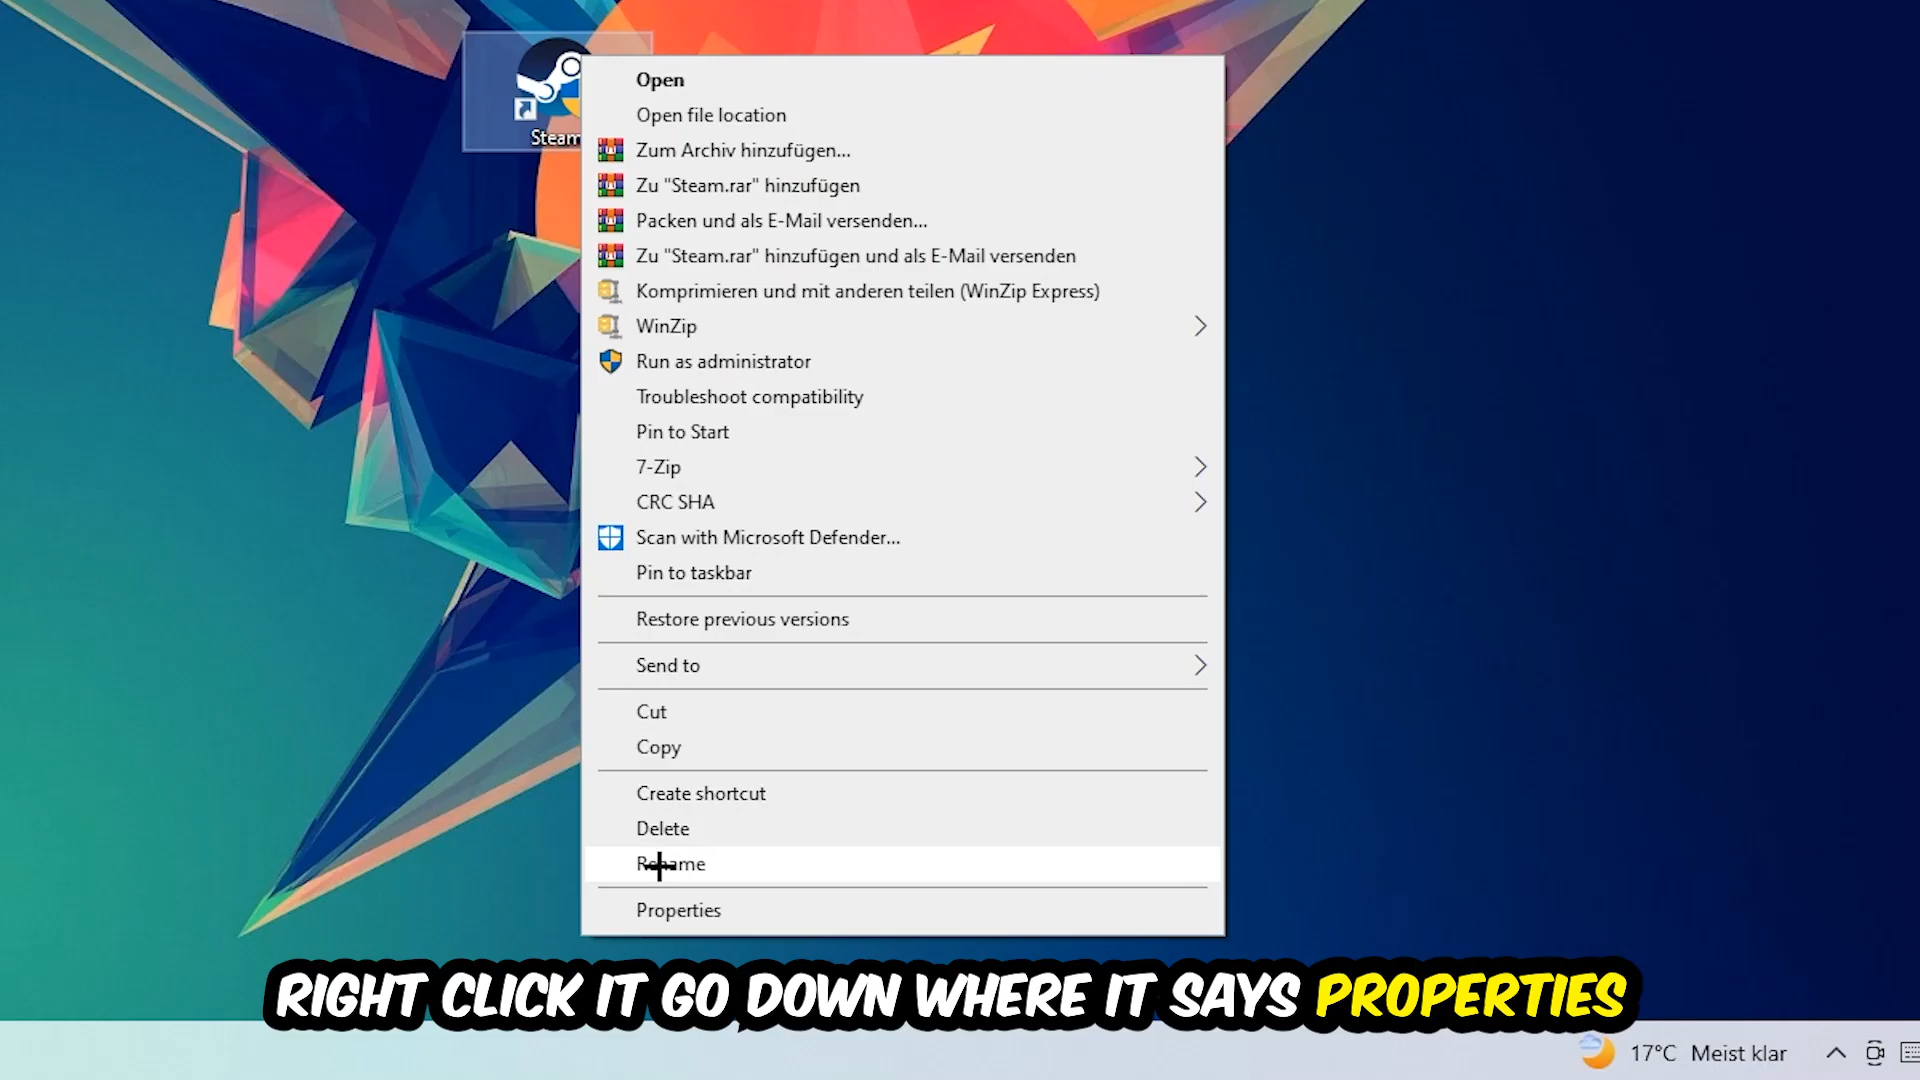 Steam
Open
Open file location
Zum Archiv hinzufügen...
Zu "Steam.rar" hinzufügen
Packen und als E-Mail versenden...
Zu "Steam.rar" hinzufügen und als E-Mail versenden
Komprimieren und mit anderen teilen (WinZip Express)
WinZip
Run as administrator
Troubleshoot compatibility
Pin to Start
7-Zip
CRC SHA
Scan with Microsoft Defender...
Pin to taskbar
Restore previous versions
Send to
Cut
Copy
Create shortcut
Delete
Rename
Properties
RIGHT CLICK IT GO DOWN WHERE IT SAYS PROPERTIES
17°C Meist klar